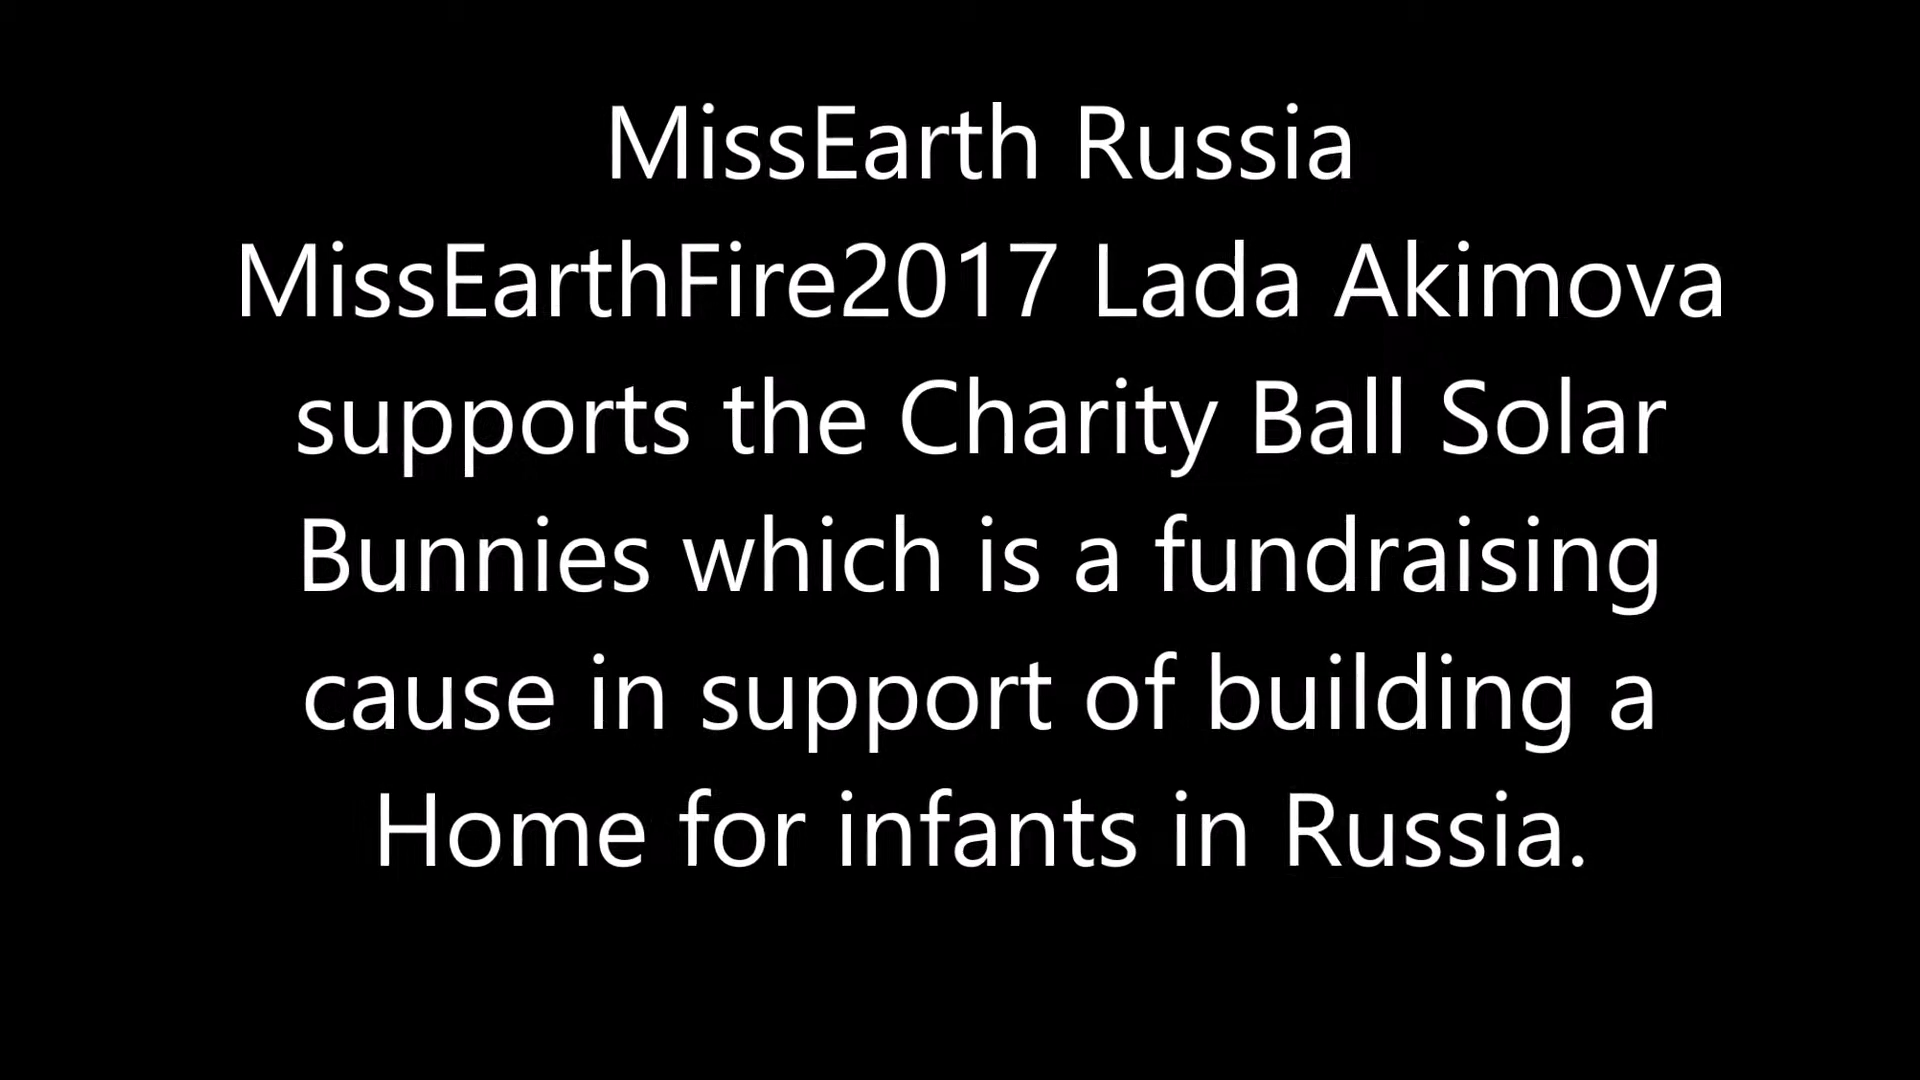 MissEarth Russia
MissEarthFire2017 Lada Akimova
supports the Charity Ball Solar
Bunnies which is a fundraising
cause in support of building a
Home for infants in Russia.